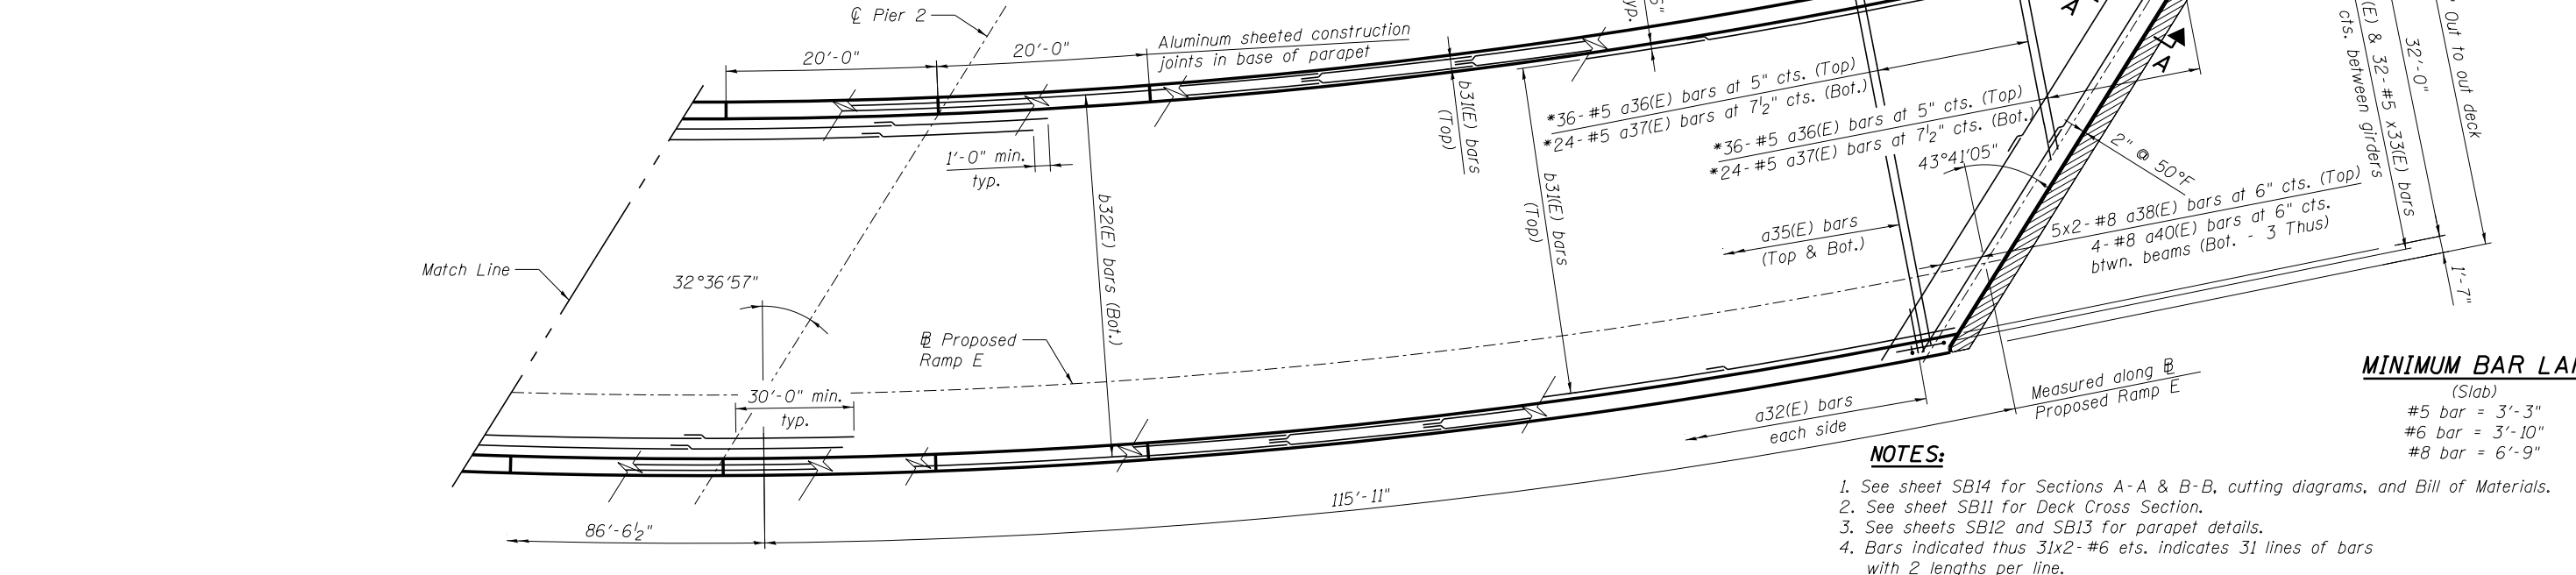 ℄ Pier 2
20'-0"
20'-0"
Aluminum sheeted construction
joints in base of parapet
typ.
b31(E) bars
(Top)
*36-#5 a36(E) bars at 5" cts. (Top)
*24-#5 a37(E) bars at 7½" cts. (Bot.)
*36-#5 a36(E) bars at 5" cts. (Top)
*24-#5 a37(E) bars at 7½" cts. (Bot.)
A
A
(E) & 32-#5 x33(E) bars
cts. between girders
32'-0"
Out to out deck
2" @ 50°F
43°41'05"
1'-0" min.
typ.
b32(E) bars (Bot.)
b31(E) bars
(Top)
a35(E) bars
(Top & Bot.)
5x2-#8 a38(E) bars at 6" cts. (Top)
4-#8 a40(E) bars at 6" cts.
btwn. beams (Bot. - 3 Thus)
1'-7"
Match Line
32°36'57"
Proposed
Ramp E
30'-0" min.
typ.
a32(E) bars
each side
Measured along
Proposed Ramp E
86'-6½"
115'-11"
MINIMUM BAR
(Slab)
#5 bar = 3'-3"
#6 bar = 3'-10"
#8 bar = 6'-9"
NOTES:
1. See sheet SB14 for Sections A-A & B-B, cutting diagrams, and Bill of Materials.
2. See sheet SB11 for Deck Cross Section.
3. See sheets SB12 and SB13 for parapet details.
4. Bars indicated thus 31x2-#6 ets. indicates 31 lines of bars
with 2 lengths per line.